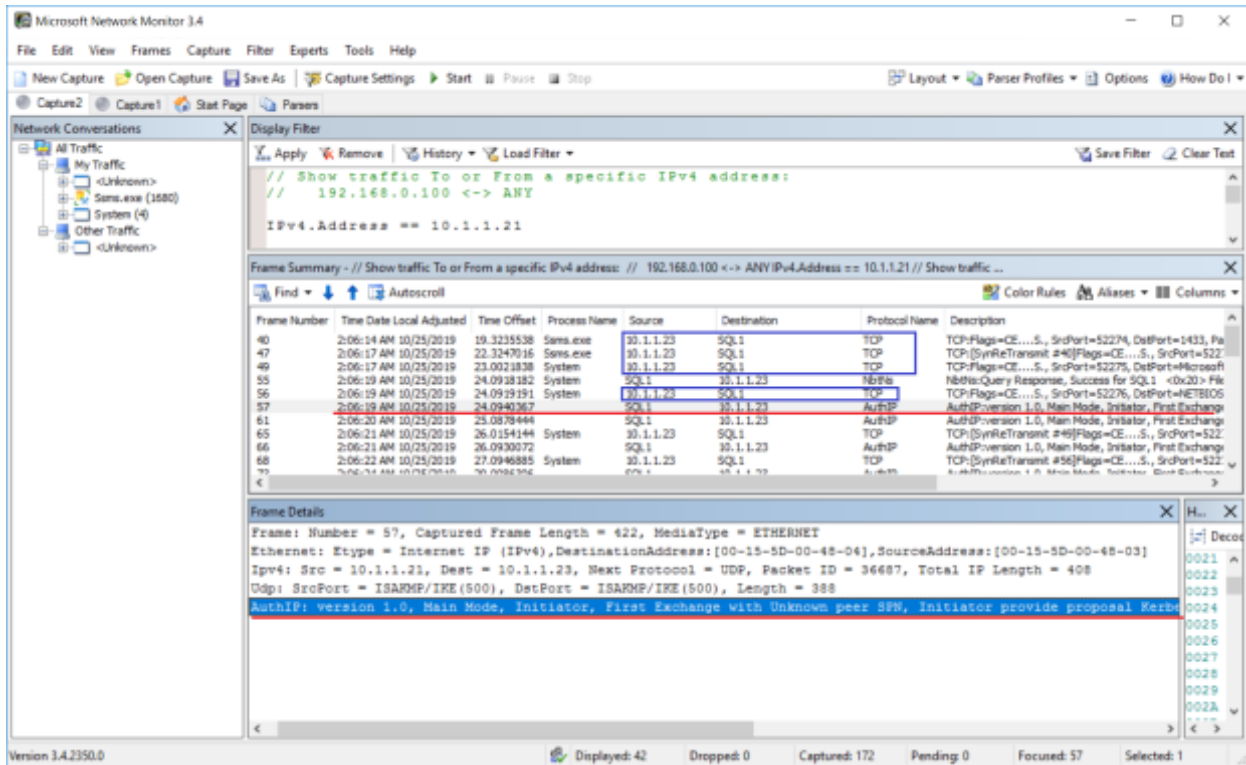 Microsoft Network Monitor 3.4
File Edit View Frames Capture Filter Experts Tools Help
New Capture Open Capture Save As Capture Settings Start Pause Stop Layout Parser Profiles Options How Do I
Capture2 Capture1 Start Page Parsers
Network Conversations
All Traffic
My Traffic
<Unknown>
Ssms.exe (1680)
System (4)
Other Traffic
<Unknown>
Display Filter
Apply Remove History Load Filter Save Filter Clear Text
// Show traffic To or From a specific IPv4 address:
// 192.168.0.100 <-> ANY
IPv4.Address == 10.1.1.21
Frame Summary - // Show traffic To or From a specific IPv4 address: // 192.168.0.100 <-> ANY IPv4.Address == 10.1.1.21 // Show traffic ...
Find Autoscroll Color Rules Aliases Columns
Frame Number Time Date Local Adjusted Time Offset Process Name Source Destination Protocol Name Description
40 2:06:14 AM 10/25/2019 19.3235538 Ssms.exe 10.1.1.23 SQL1 TCP TCP:Flags=CE....S., SrcPort=52274, DstPort=1433, Pa
47 2:06:17 AM 10/25/2019 22.3247016 Ssms.exe 10.1.1.23 SQL1 TCP TCP:[SynReTransmit #40]Flags=CE....S., SrcPort=522
49 2:06:17 AM 10/25/2019 23.0021838 System 10.1.1.23 SQL1 TCP TCP:Flags=CE....S., SrcPort=52275, DstPort=Microsoft
55 2:06:19 AM 10/25/2019 24.0918182 System SQL1 10.1.1.23 NbtNs NbtNs:Query Response, Success for SQL1 <0x20> File
56 2:06:19 AM 10/25/2019 24.0919191 System 10.1.1.23 SQL1 TCP TCP:Flags=CE....S., SrcPort=52276, DstPort=NETBIOS
57 2:06:19 AM 10/25/2019 24.0940367 SQL1 10.1.1.23 AuthIP AuthIP:version 1.0, Main Mode, Initiator, First Exchange
61 2:06:20 AM 10/25/2019 25.0878444 SQL1 10.1.1.23 AuthIP AuthIP:version 1.0, Main Mode, Initiator, First Exchange
65 2:06:21 AM 10/25/2019 26.0154144 System 10.1.1.23 SQL1 TCP TCP:[SynReTransmit #49]Flags=CE....S., SrcPort=522
66 2:06:21 AM 10/25/2019 26.0930072 SQL1 10.1.1.23 AuthIP AuthIP:version 1.0, Main Mode, Initiator, First Exchange
68 2:06:22 AM 10/25/2019 27.0946885 System 10.1.1.23 SQL1 TCP TCP:[SynReTransmit #56]Flags=CE....S., SrcPort=522
Frame Details
H...
Frame: Number = 57, Captured Frame Length = 422, MediaType = ETHERNET
Decod
Ethernet: Etype = Internet IP (IPv4),DestinationAddress:[00-15-5D-00-48-04],SourceAddress:[00-15-5D-00-48-03]
Ipv4: Src = 10.1.1.21, Dest = 10.1.1.23, Next Protocol = UDP, Packet ID = 36687, Total IP Length = 408
Udp: SrcPort = ISAKMP/IKE(500), DstPort = ISAKMP/IKE(500), Length = 388
AuthIP: version 1.0, Main Mode, Initiator, First Exchange with Unknown peer SPN, Initiator provide proposal Kerbe
0021
0022
0023
0024
0025
0026
0027
0028
0029
002A
Version 3.4.2350.0 Displayed: 42 Dropped: 0 Captured: 172 Pending: 0 Focused: 57 Selected: 1